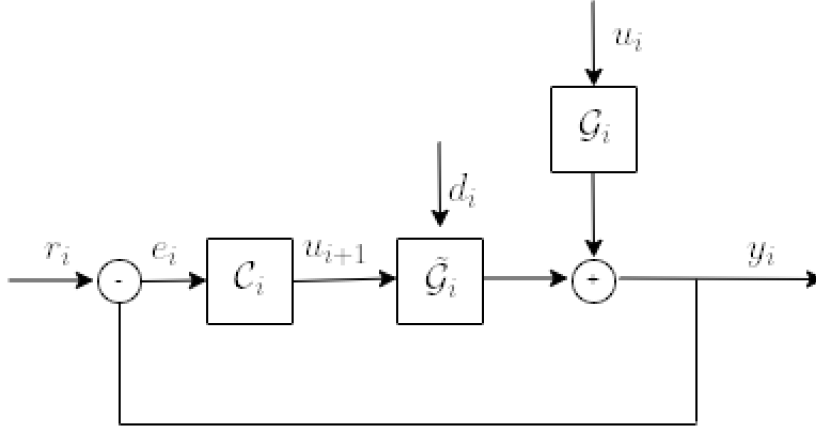 u_i
𝒢_i
d_i
r_i
e_i
u_{i+1}
y_i
-
𝒞_i
𝒢̃_i
+